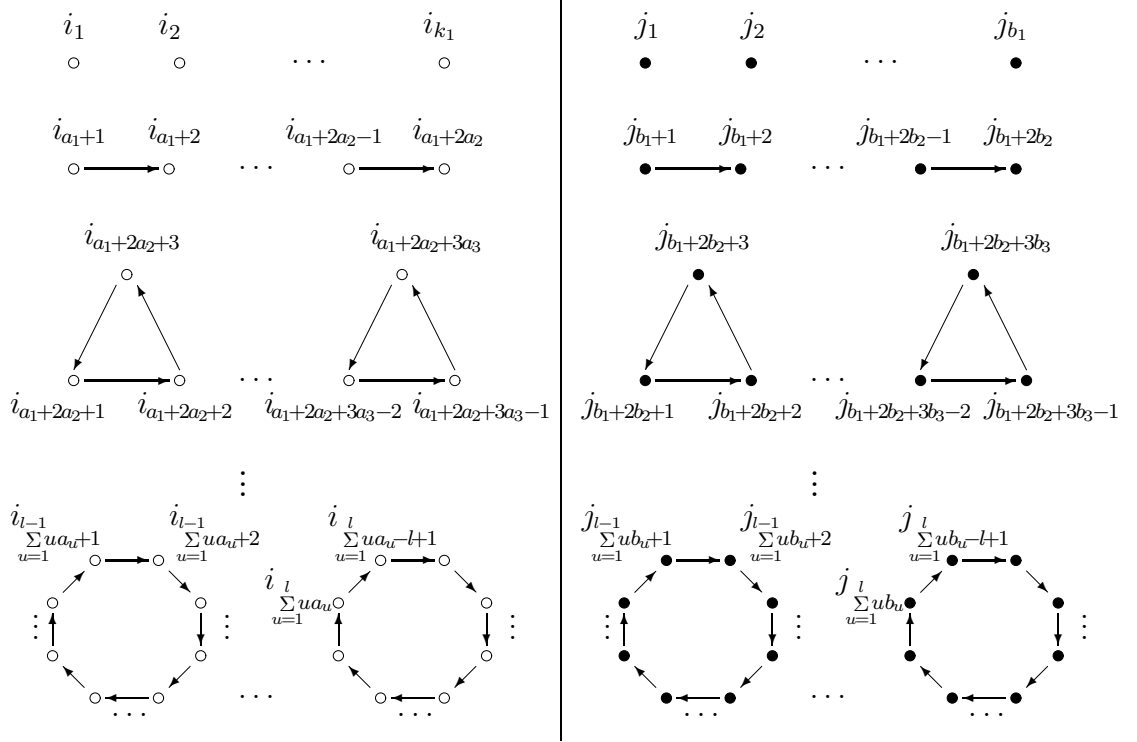 i_1 i_2 ··· i_{k_1} j_1 j_2 ··· j_{b_1}
i_{a_1+1} i_{a_1+2} ··· i_{a_1+2a_2−1} i_{a_1+2a_2} j_{b_1+1} j_{b_1+2} ··· j_{b_1+2b_2−1} j_{b_1+2b_2}
i_{a_1+2a_2+3} i_{a_1+2a_2+3a_3} j_{b_1+2b_2+3} j_{b_1+2b_2+3b_3}
···  ···
i_{a_1+2a_2+1} i_{a_1+2a_2+2} i_{a_1+2a_2+3a_3−2} i_{a_1+2a_2+3a_3−1} j_{b_1+2b_2+1} j_{b_1+2b_2+2} j_{b_1+2b_2+3b_3−2} j_{b_1+2b_2+3b_3−1}
⋮ ⋮
i_{\sum_{u=1}^{l−1} ua_u+1} i_{\sum_{u=1}^{l−1} ua_u+2} i_{\sum_{u=1}^{l} ua_u−l+1} j_{\sum_{u=1}^{l−1} ub_u+1} j_{\sum_{u=1}^{l−1} ub_u+2} j_{\sum_{u=1}^{l} ub_u−l+1}
i_{\sum_{u=1}^{l} ua_u} j_{\sum_{u=1}^{l} ub_u}
⋮ ⋮ ⋮ ⋮ ⋮ ⋮
··· ···
··· ··· ··· ···